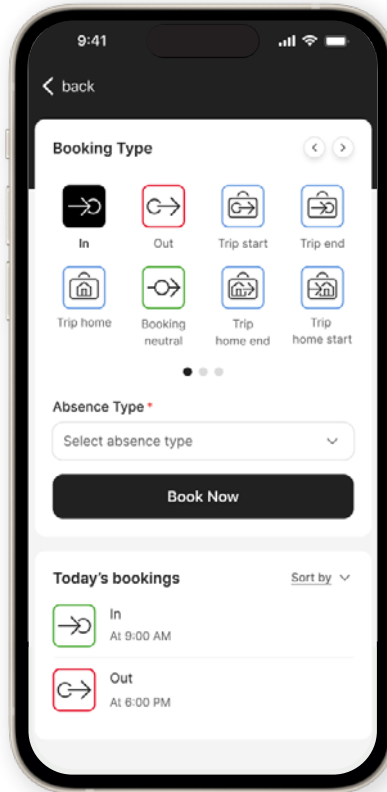 9:41
back
Booking Type
In Out Trip start Trip end
Trip home Booking neutral Trip home end Trip home start
Absence Type *
Select absence type
Book Now
Today's bookings Sort by
In
At 9:00 AM
Out
At 6:00 PM